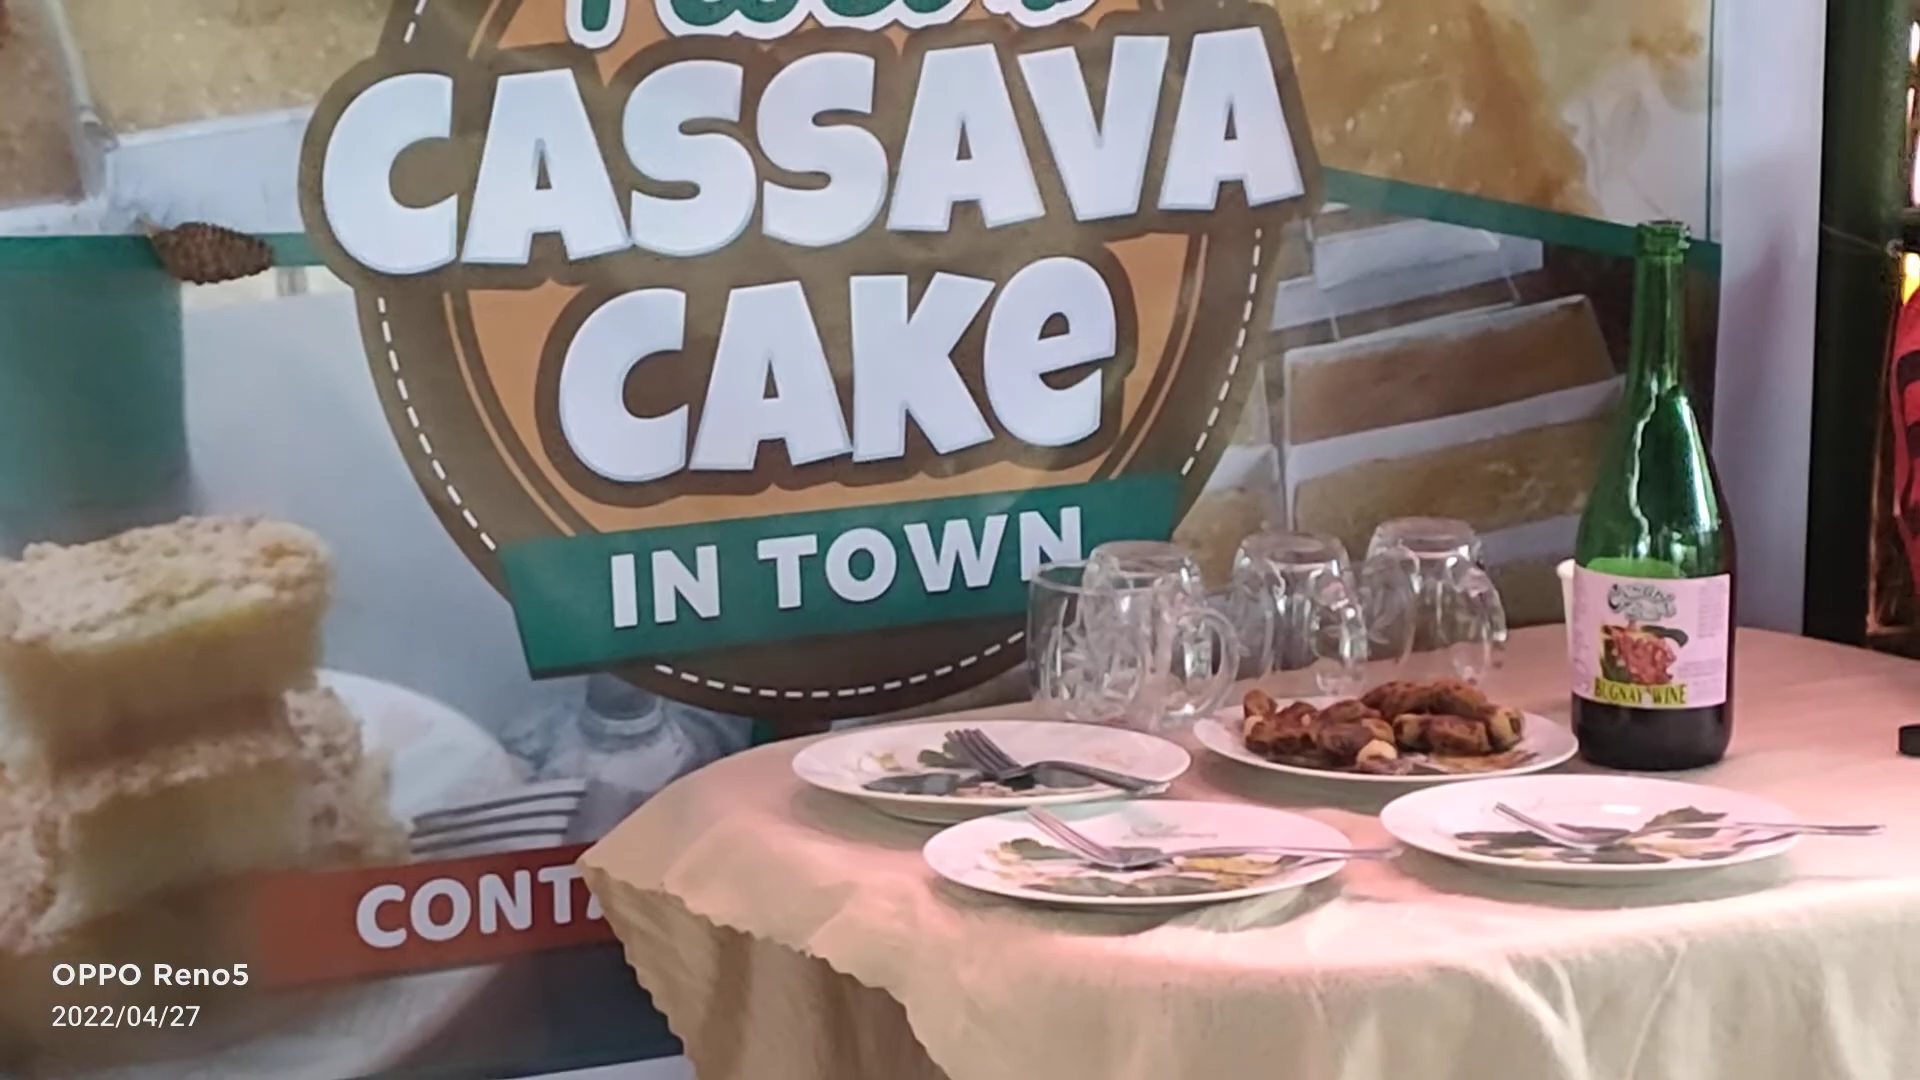 CASSAVA
CAKe
IN TOWN
BUGNAY WINE
CONTA
OPPO Reno5
2022/04/27